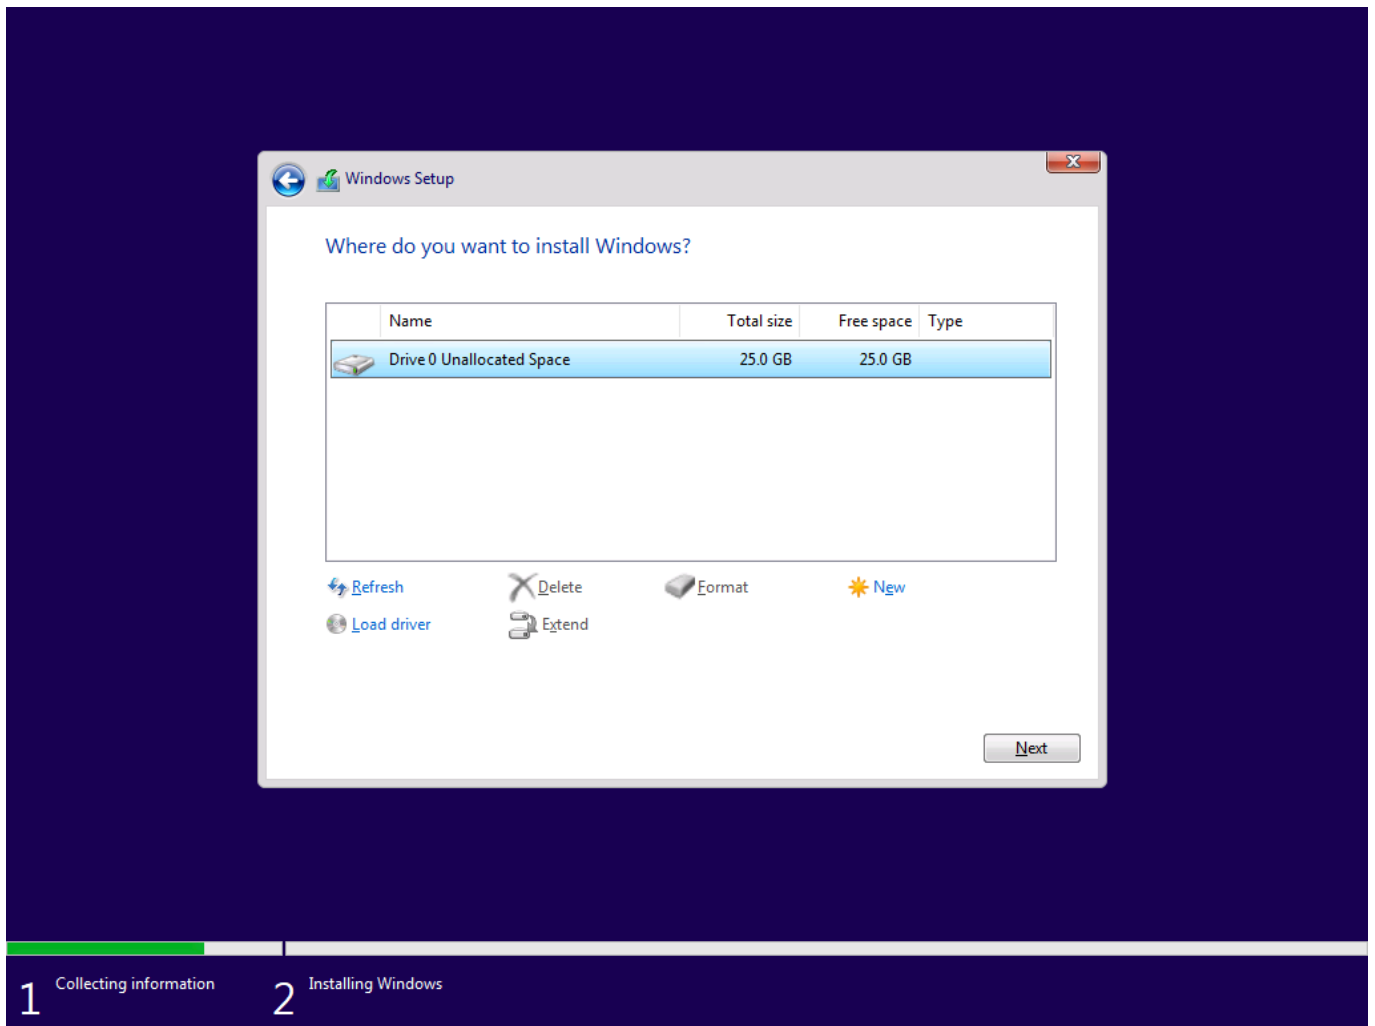 Windows Setup
x
Where do you want to install Windows?
Name Total size Free space Type
Drive 0 Unallocated Space 25.0 GB 25.0 GB
Refresh Delete Format New
Load driver Extend
Next
1 Collecting information 2 Installing Windows